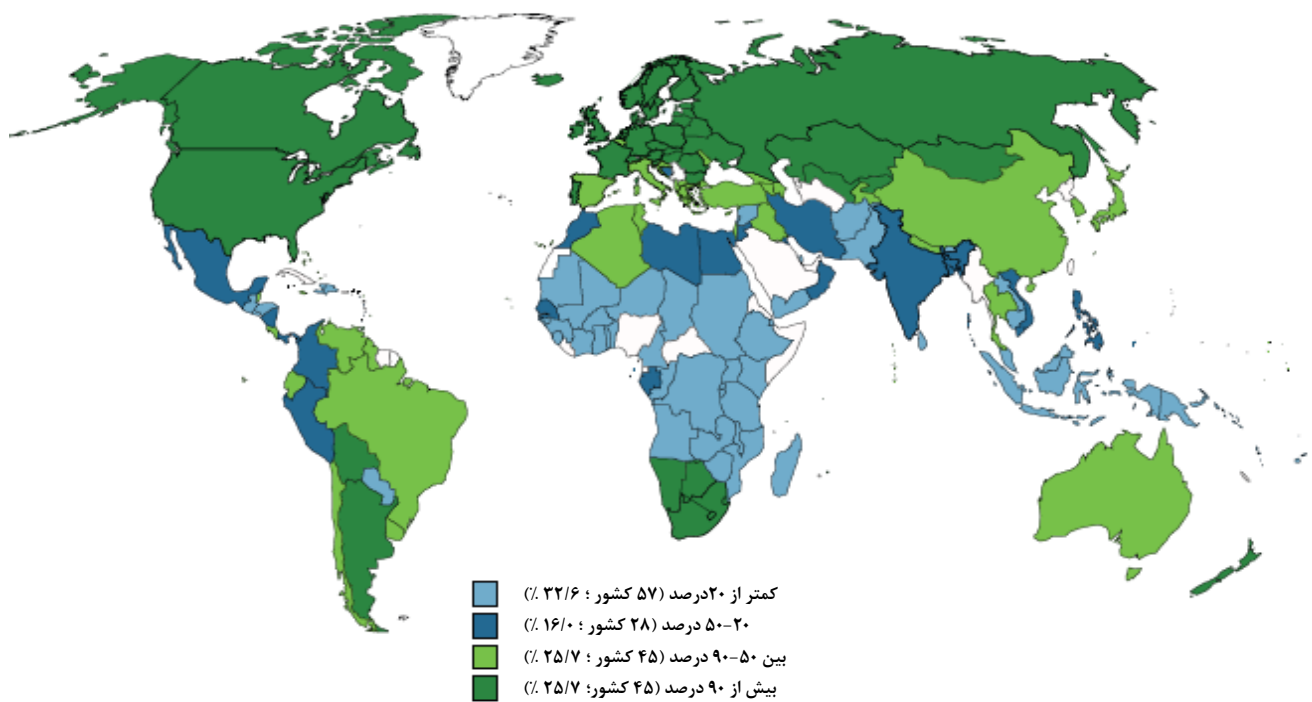 کمتر از ۲۰درصد (۵۷ کشور ؛ ۳۲/۶ ٪)
۲۰-۵۰ درصد (۲۸ کشور ؛ ۱۶/۰ ٪)
بین ۵۰-۹۰ درصد (۴۵ کشور ؛ ۲۵/۷ ٪)
بیش از ۹۰ درصد (۴۵ کشور؛ ۲۵/۷ ٪)